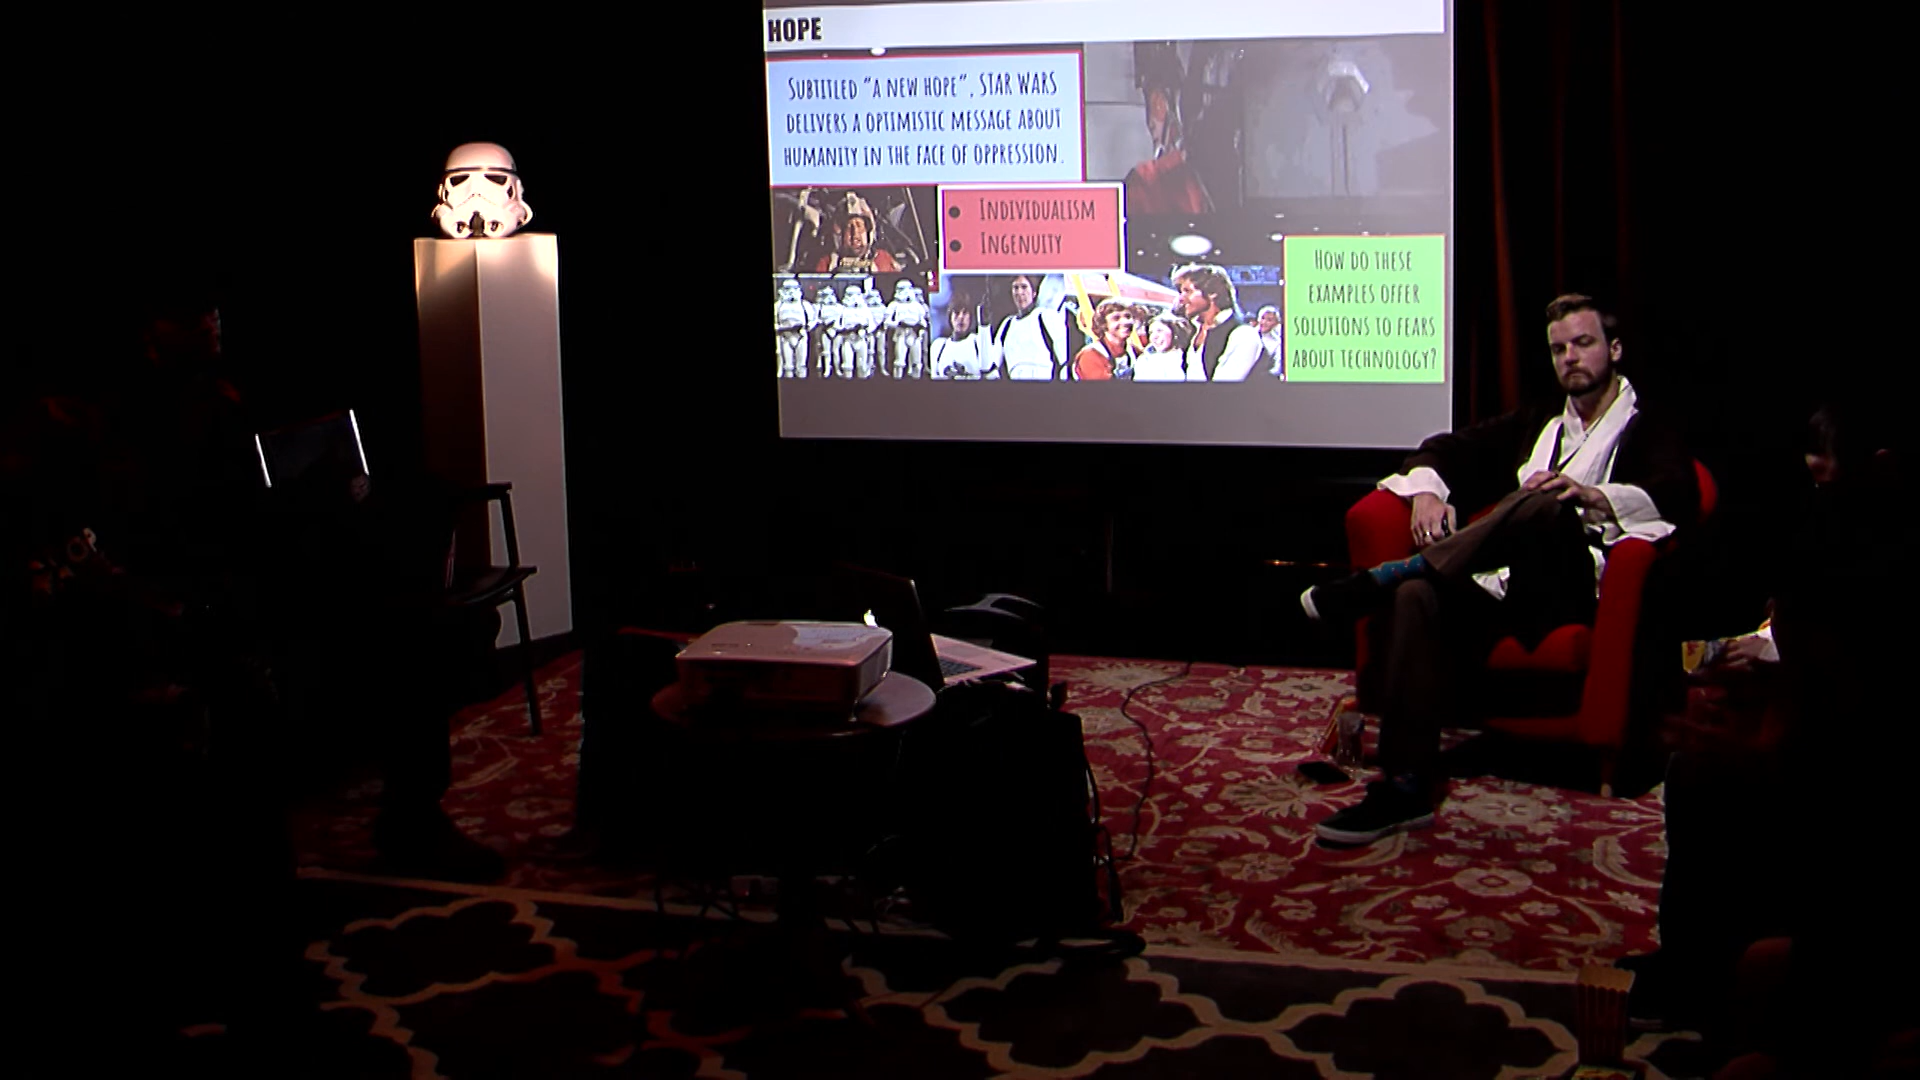 HOPE
SUBTITLED "A NEW HOPE", STAR WARS
DELIVERS A OPTIMISTIC MESSAGE ABOUT
HUMANITY IN THE FACE OF OPPRESSION.
• INDIVIDUALISM
• INGENUITY
HOW DO THESE
EXAMPLES OFFER
SOLUTIONS TO FEARS
ABOUT TECHNOLOGY?